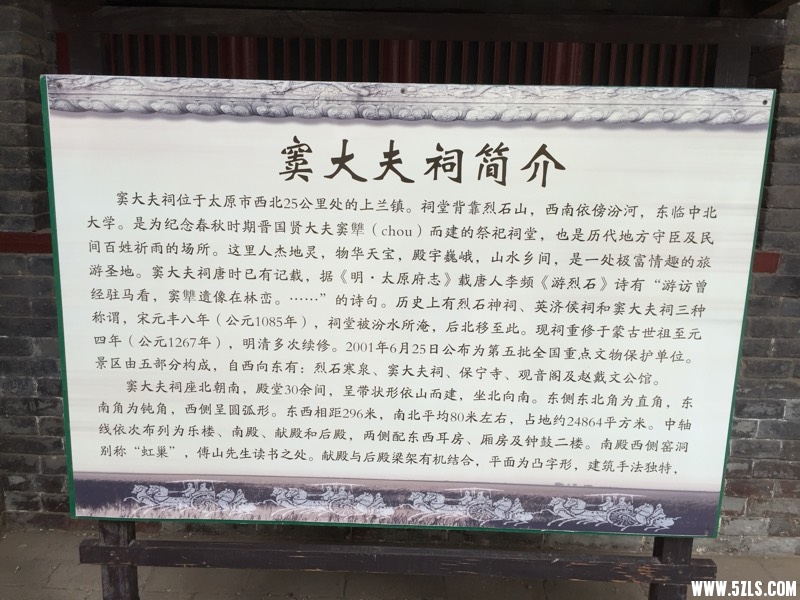 窦大夫祠简介
窦大夫祠位于太原市西北25公里处的上兰镇。祠堂背靠烈石山，西南依傍汾河，东临中北
大学。是为纪念春秋时期晋国贤大夫窦犨（chou）而建的祭祀祠堂，也是历代地方守臣及民
间百姓祈雨的场所。这里人杰地灵，物华天宝，殿宇巍峨，山水乡间，是一处极富情趣的旅
游圣地。窦大夫祠唐时已有记载，据《明·太原府志》载唐人李频《游烈石》诗有“游访曾
经驻马看，窦犨遗像在林峦。……”的诗句。历史上有烈石神祠、英济侯祠和窦大夫祠三种
称谓，宋元丰八年（公元1085年），祠堂被汾水所淹，后北移至此。现祠重修于蒙古世祖至元
四年（公元1267年），明清多次续修。2001年6月25日公布为第五批全国重点文物保护单位。
景区由五部分构成，自西向东有：烈石寒泉、窦大夫祠、保宁寺、观音阁及赵戴文公馆。
窦大夫祠座北朝南，殿堂30余间，呈带状形依山而建，坐北向南。东侧东北角为直角，东
南角为钝角，西侧呈圆弧形。东西相距296米，南北平均80米左右，占地约24864平方米。中轴
线依次布列为乐楼、南殿、献殿和后殿，两侧配东西耳房、厢房及钟鼓二楼。南殿西侧窑洞
别称“虹巢”，傅山先生读书之处。献殿与后殿梁架有机结合，平面为凸字形，建筑手法独特，
WWW.5ZLS.COM